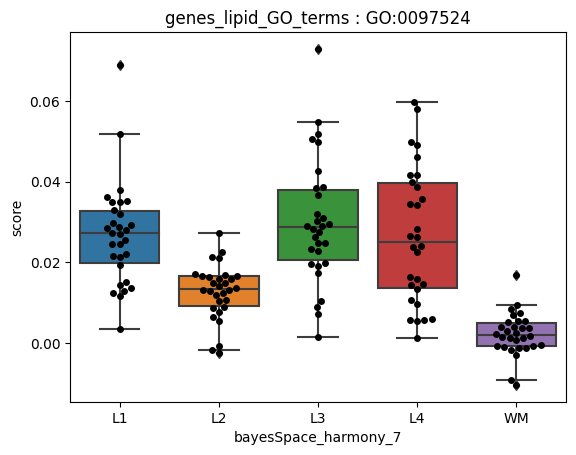 genes_lipid_GO_terms : GO:0097524
0.06
0.04
0.02
0.00
score
L1 L2 L3 L4 WM
bayesSpace_harmony_7